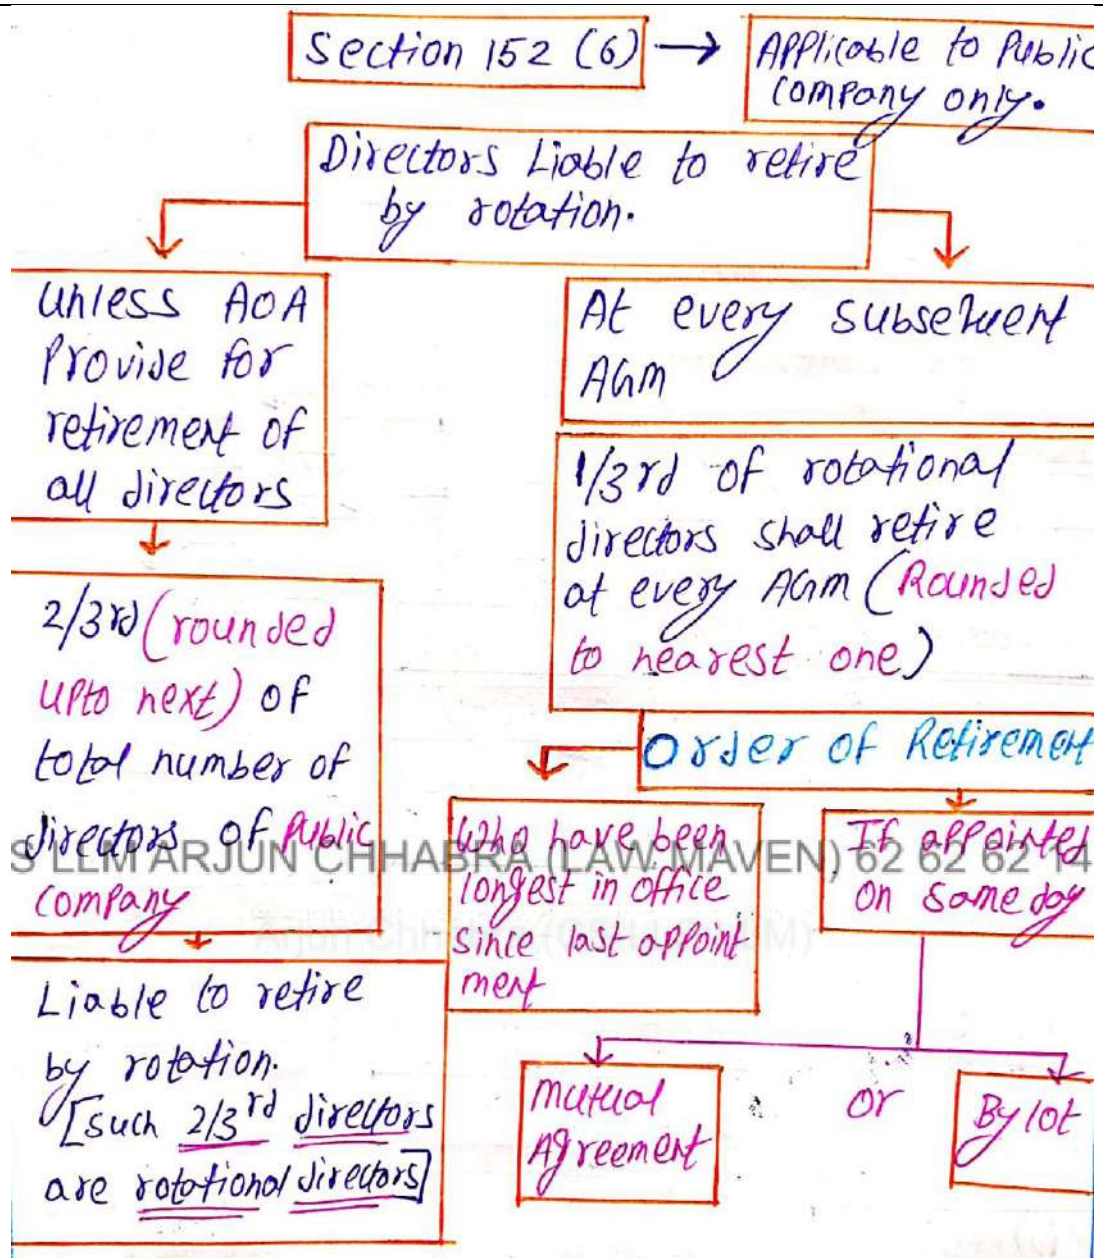 Section 152 (6) → Applicable to Public
company only.
Directors Liable to retire
by rotation.
Unless AOA
Provide for
retirement of
all directors
2/3rd (rounded
upto next) of
total number of
directors of Public
company
Liable to retire
by rotation.
[such 2/3rd directors
are rotational directors]
At every subsequent
AGM
1/3rd of rotational
directors shall retire
at every AGM (Rounded
to nearest one)
Order of Retirement
Who have been
longest in office
since last appoint
ment
If appointed
on same day
Mutual
Agreement
or
By lot
S LLM ARJUN CHHABRA (LAW MAVEN) 62 62 62 14